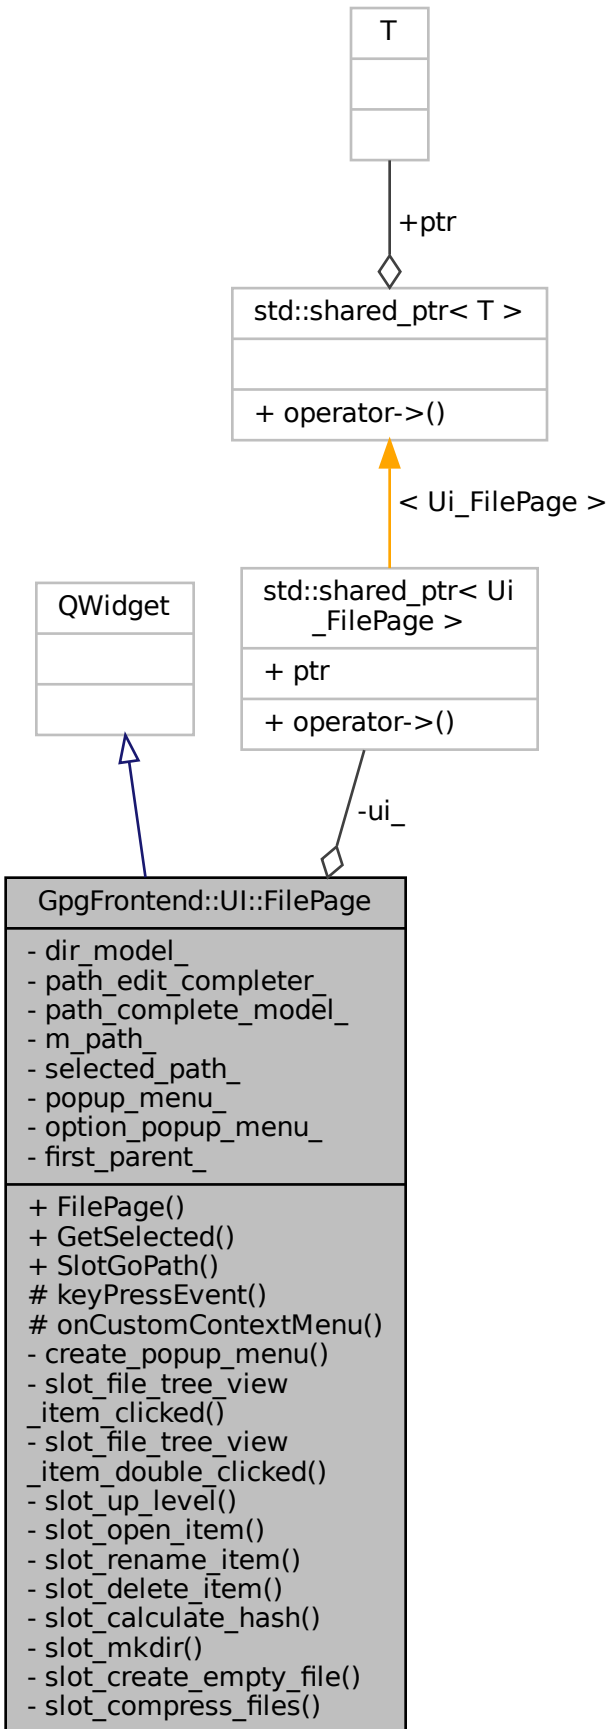 T
+ptr
std::shared_ptr< T >
+ operator->()
< Ui_FilePage >
QWidget
std::shared_ptr< Ui
_FilePage >
+ ptr
+ operator->()
-ui_
GpgFrontend::UI::FilePage
- dir_model_
- path_edit_completer_
- path_complete_model_
- m_path_
- selected_path_
- popup_menu_
- option_popup_menu_
- first_parent_
+ FilePage()
+ GetSelected()
+ SlotGoPath()
# keyPressEvent()
# onCustomContextMenu()
- create_popup_menu()
- slot_file_tree_view
_item_clicked()
- slot_file_tree_view
_item_double_clicked()
- slot_up_level()
- slot_open_item()
- slot_rename_item()
- slot_delete_item()
- slot_calculate_hash()
- slot_mkdir()
- slot_create_empty_file()
- slot_compress_files()